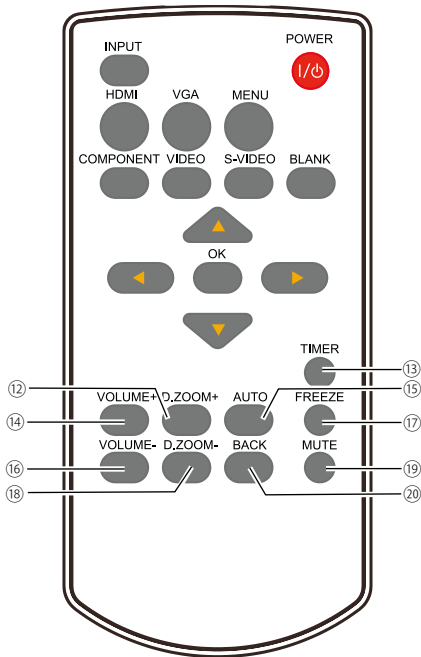 POWER
INPUT
I/⏻
HDMI VGA MENU
COMPONENT VIDEO S-VIDEO BLANK
OK
TIMER
⑫ ⑬
⑮
VOLUME+ D.ZOOM+ AUTO FREEZE
⑭ ⑰
VOLUME- D.ZOOM- BACK MUTE
⑯ ⑲
⑱ ⑳